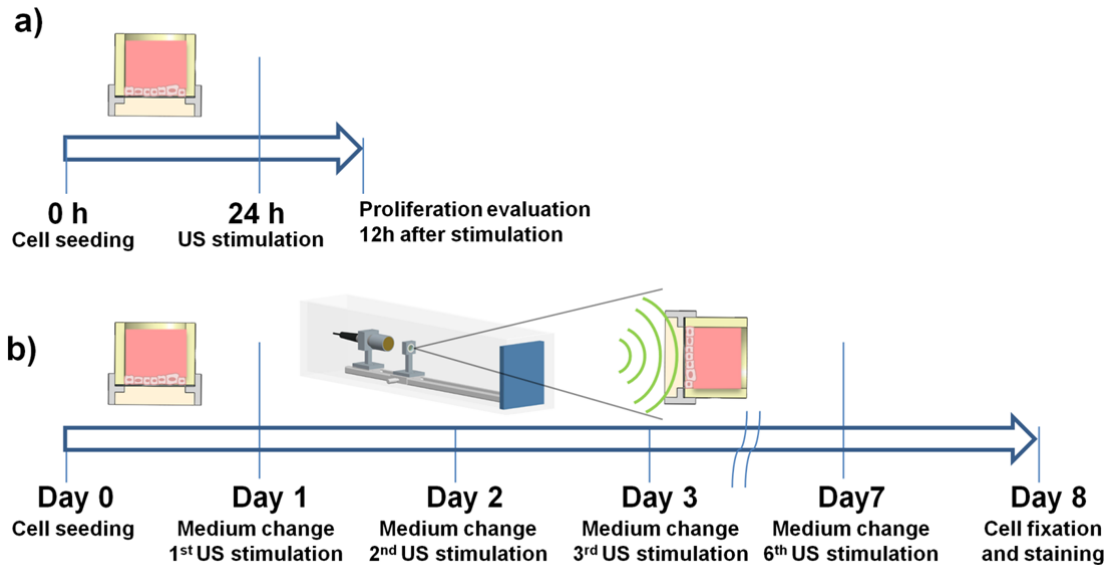 a)
0 h
Cell seeding
24 h
US stimulation
Proliferation evaluation
12h after stimulation
b)
Day 0
Cell seeding
Day 1
Medium change
1st US stimulation
Day 2
Medium change
2nd US stimulation
Day 3
Medium change
3rd US stimulation
Day7
Medium change
6th US stimulation
Day 8
Cell fixation
and staining